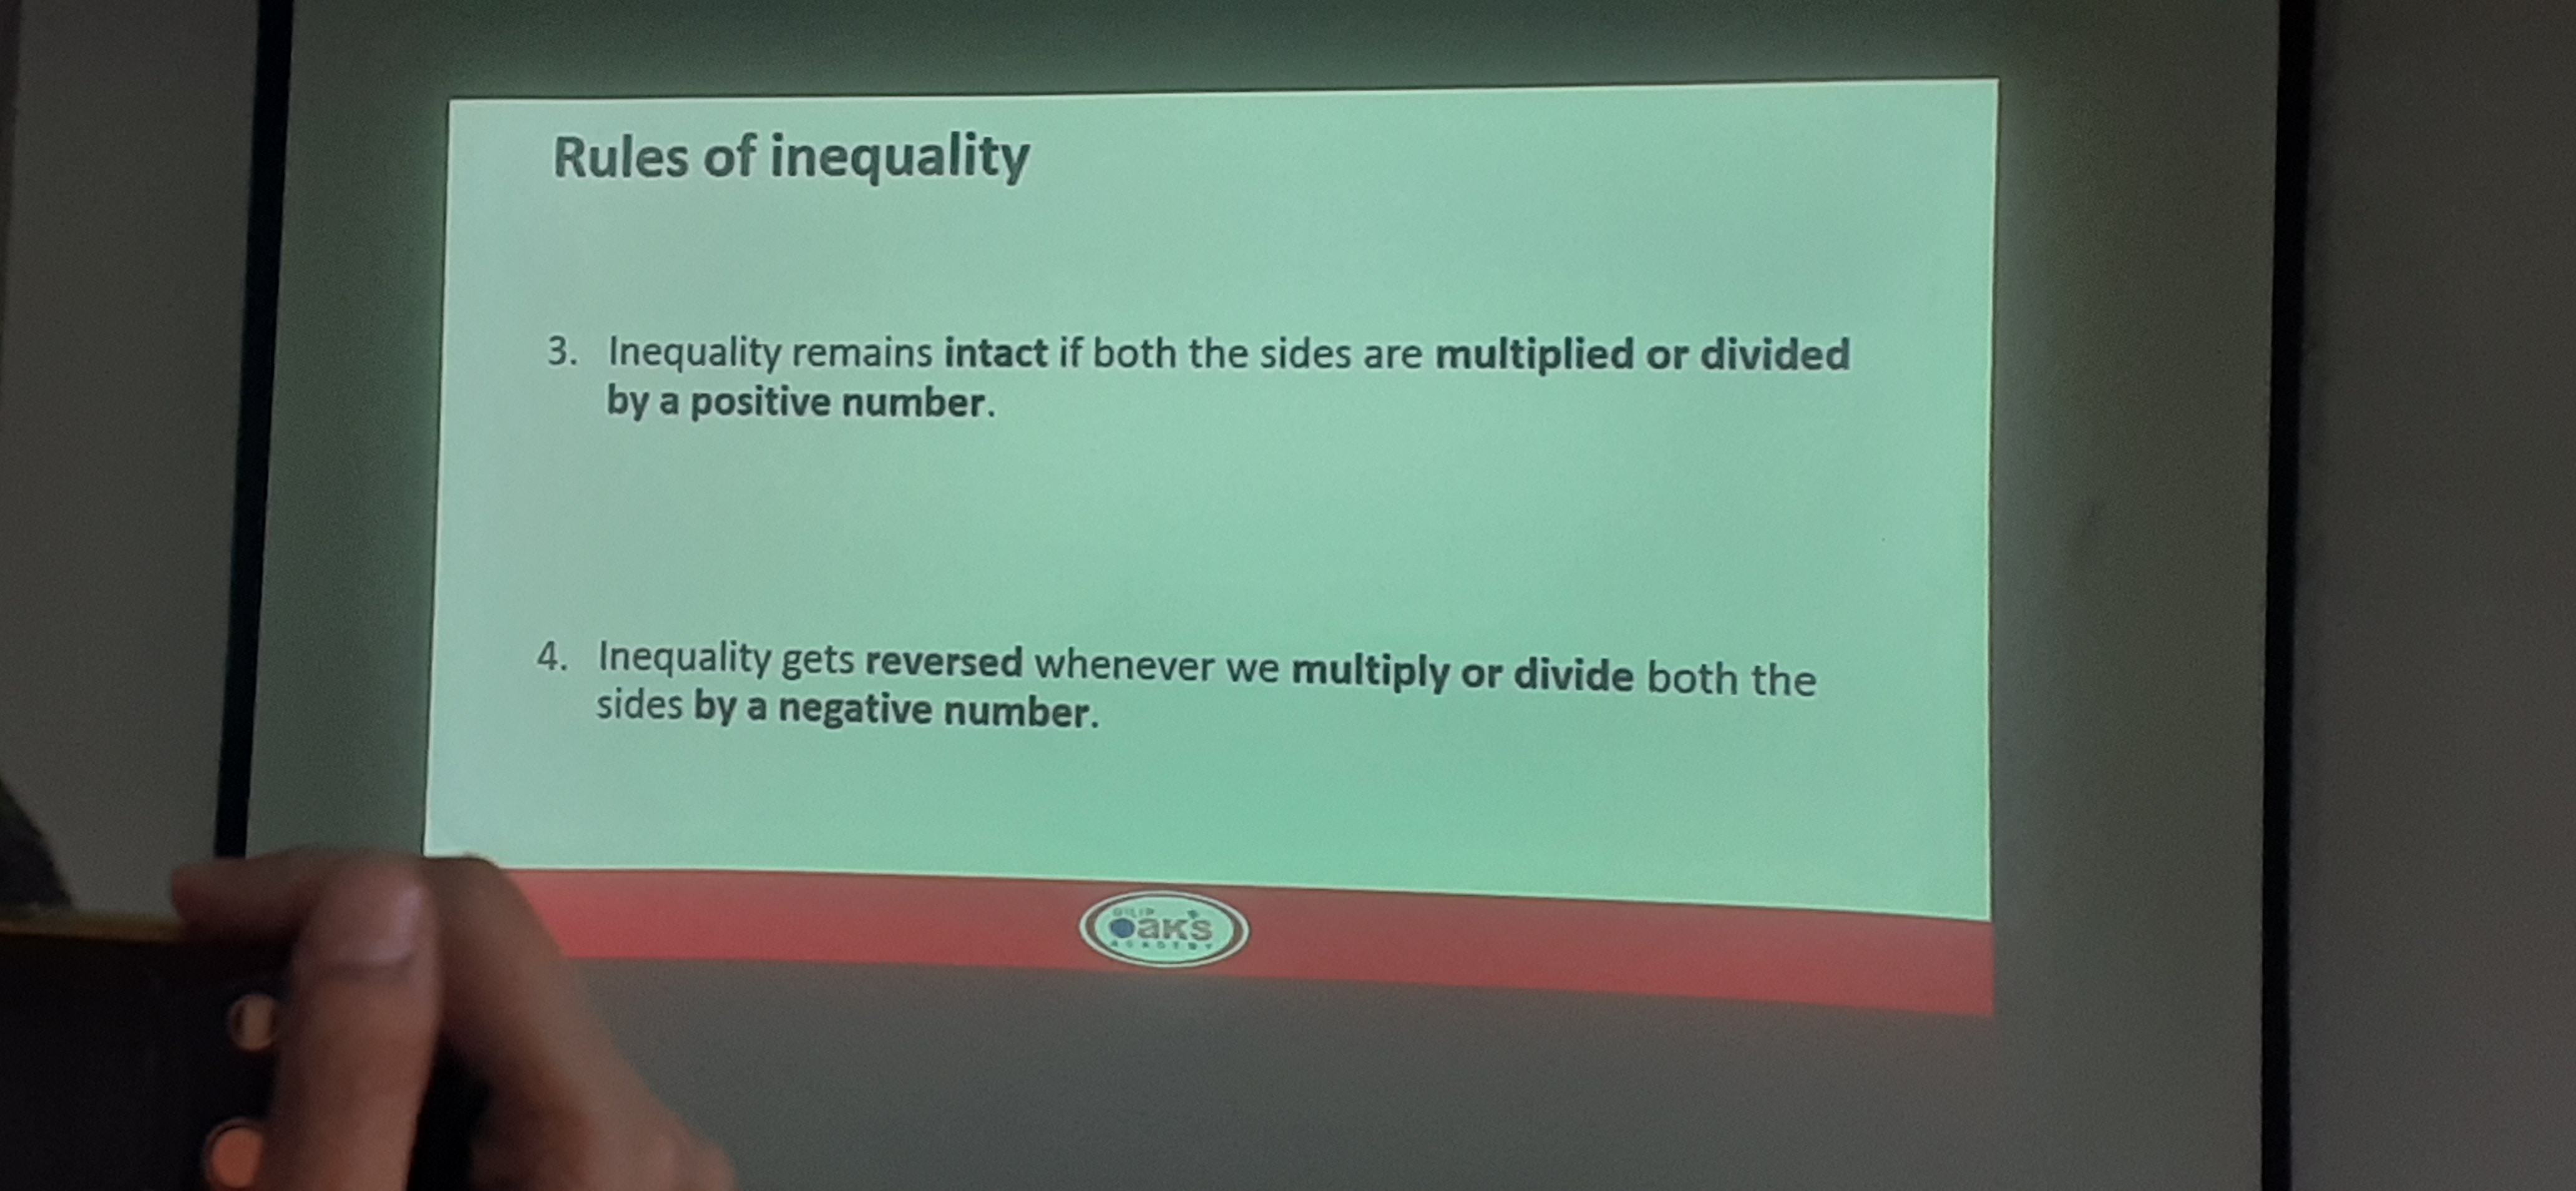 Rules of inequality
3. Inequality remains intact if both the sides are multiplied or divided
by a positive number.
4. Inequality gets reversed whenever we multiply or divide both the
sides by a negative number.
oaks